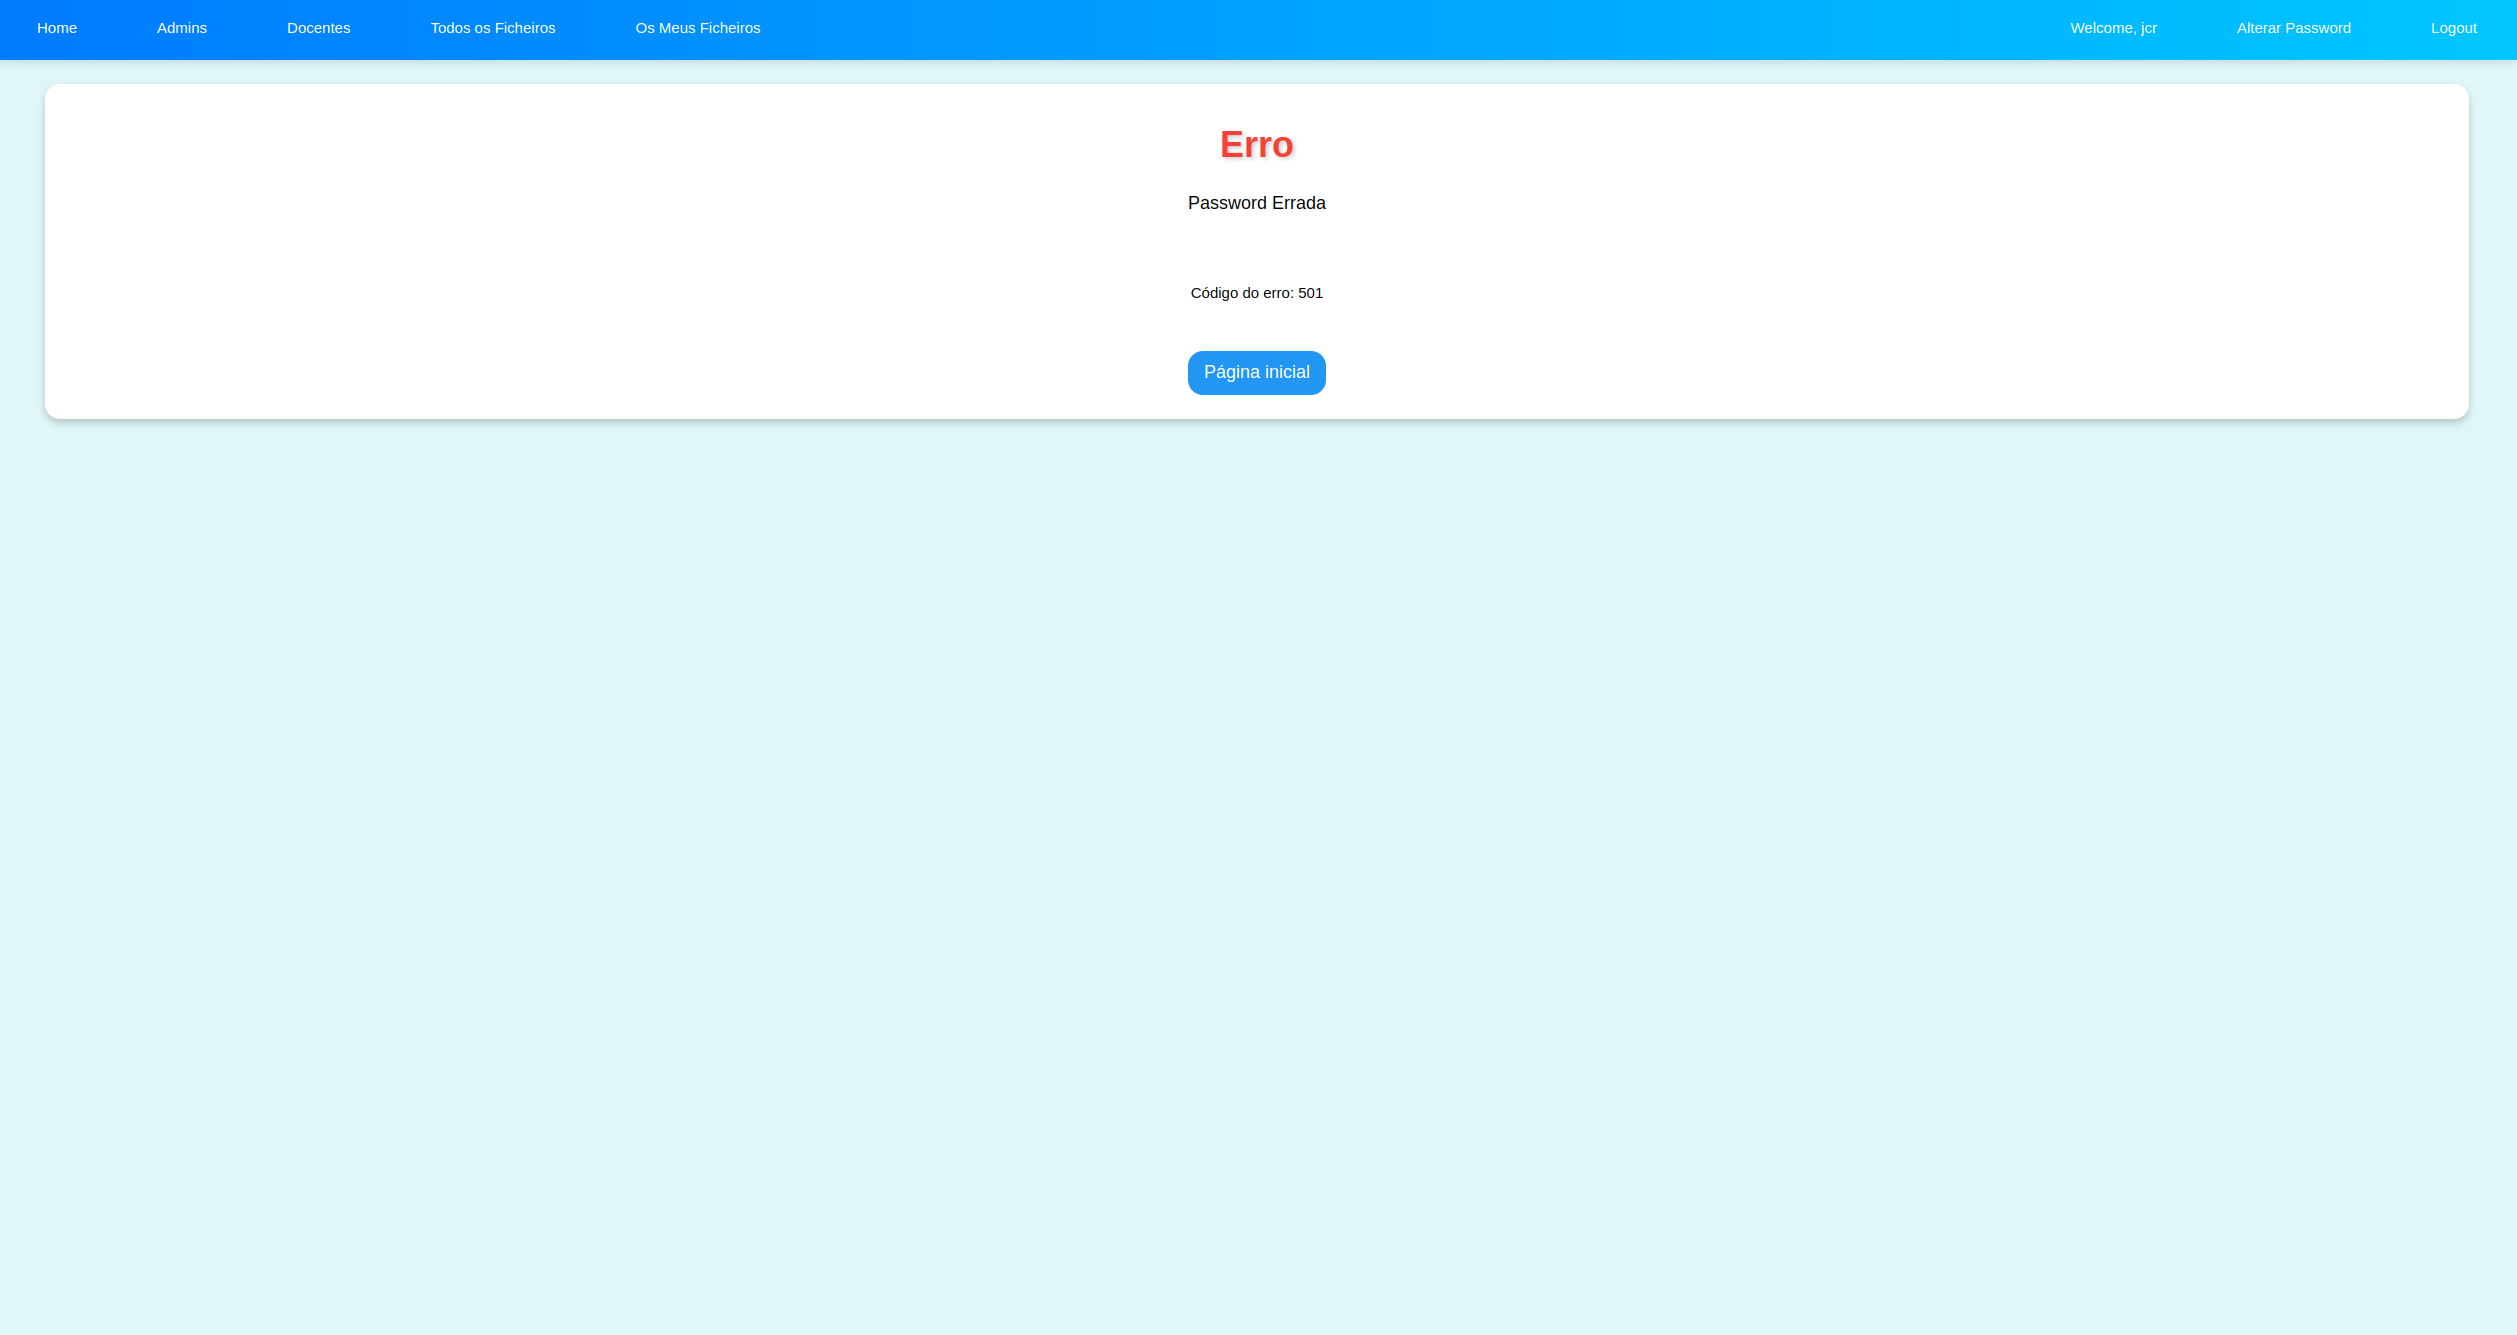 Home Admins Docentes Todos os Ficheiros Os Meus Ficheiros Welcome, jcr Alterar Password Logout
Erro
Password Errada
Código do erro: 501
Página inicial